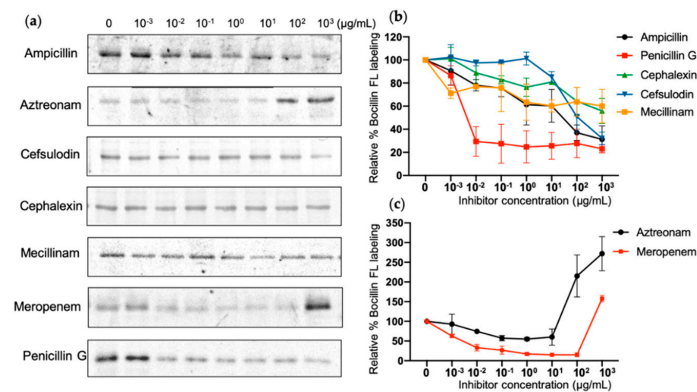 (a)
0 10⁻³ 10⁻² 10⁻¹ 10⁰ 10¹ 10² 10³ (µg/mL)
Ampicillin
Aztreonam
Cefsulodin
Cephalexin
Mecillinam
Meropenem
Penicillin G
(b)
Relative % Bocillin FL labeling
120
100
80
60
40
20
0
0 10⁻³ 10⁻² 10⁻¹ 10⁰ 10¹ 10² 10³
Inhibitor concentration (µg/mL)
Ampicillin
Penicillin G
Cephalexin
Cefsulodin
Mecillinam
(c)
Relative % Bocillin FL labeling
350
300
250
200
150
100
50
0
0 10⁻³ 10⁻² 10⁻¹ 10⁰ 10¹ 10² 10³
Inhibitor concentration (µg/mL)
Aztreonam
Meropenem